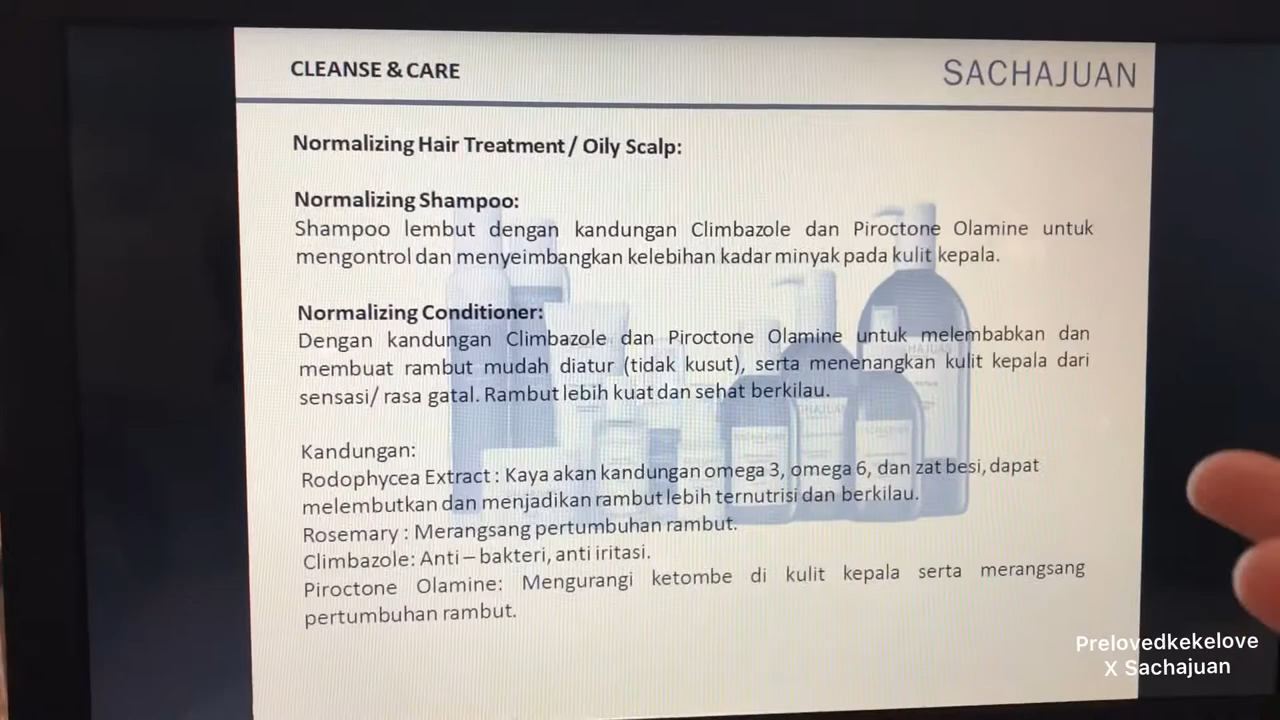 CLEANSE & CARE
SACHAJUAN
Normalizing Hair Treatment / Oily Scalp:
Normalizing Shampoo:
Shampoo lembut dengan kandungan Climbazole dan Piroctone Olamine untuk
mengontrol dan menyeimbangkan kelebihan kadar minyak pada kulit kepala.
Normalizing Conditioner:
Dengan kandungan Climbazole dan Piroctone Olamine untuk melembabkan dan
membuat rambut mudah diatur (tidak kusut), serta menenangkan kulit kepala dari
sensasi/ rasa gatal. Rambut lebih kuat dan sehat berkilau.
Kandungan:
Rodophycea Extract : Kaya akan kandungan omega 3, omega 6, dan zat besi, dapat
melembutkan dan menjadikan rambut lebih ternutrisi dan berkilau.
Rosemary : Merangsang pertumbuhan rambut.
Climbazole: Anti – bakteri, anti iritasi.
Piroctone Olamine: Mengurangi ketombe di kulit kepala serta merangsang
pertumbuhan rambut.
Prelovedkekelove
X Sachajuan